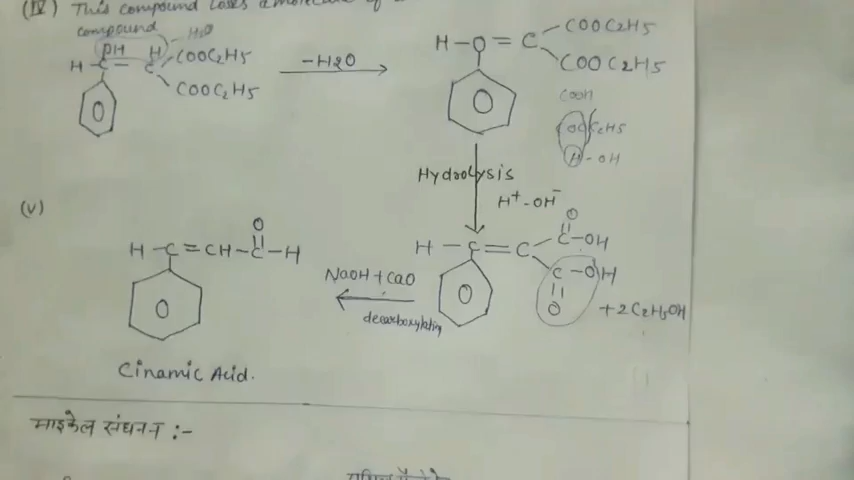 (IV) This compound loses a molecule of
compound
- H2O
OH H COOC2H5
H - C - C
COOC2H5
O
-H2O
H - C = C COOC2H5
COOC2H5
O
COOH
OC2H5
H - OH
Hydrolysis
H+ - OH-
(V)
O
H - C = CH - C - H
O
Cinamic Acid.
NaOH + CaO
decarboxylating
O
H - C = C C - OH
C - OH
O
O
+ 2C2H5OH
माइकेल संघनन :-